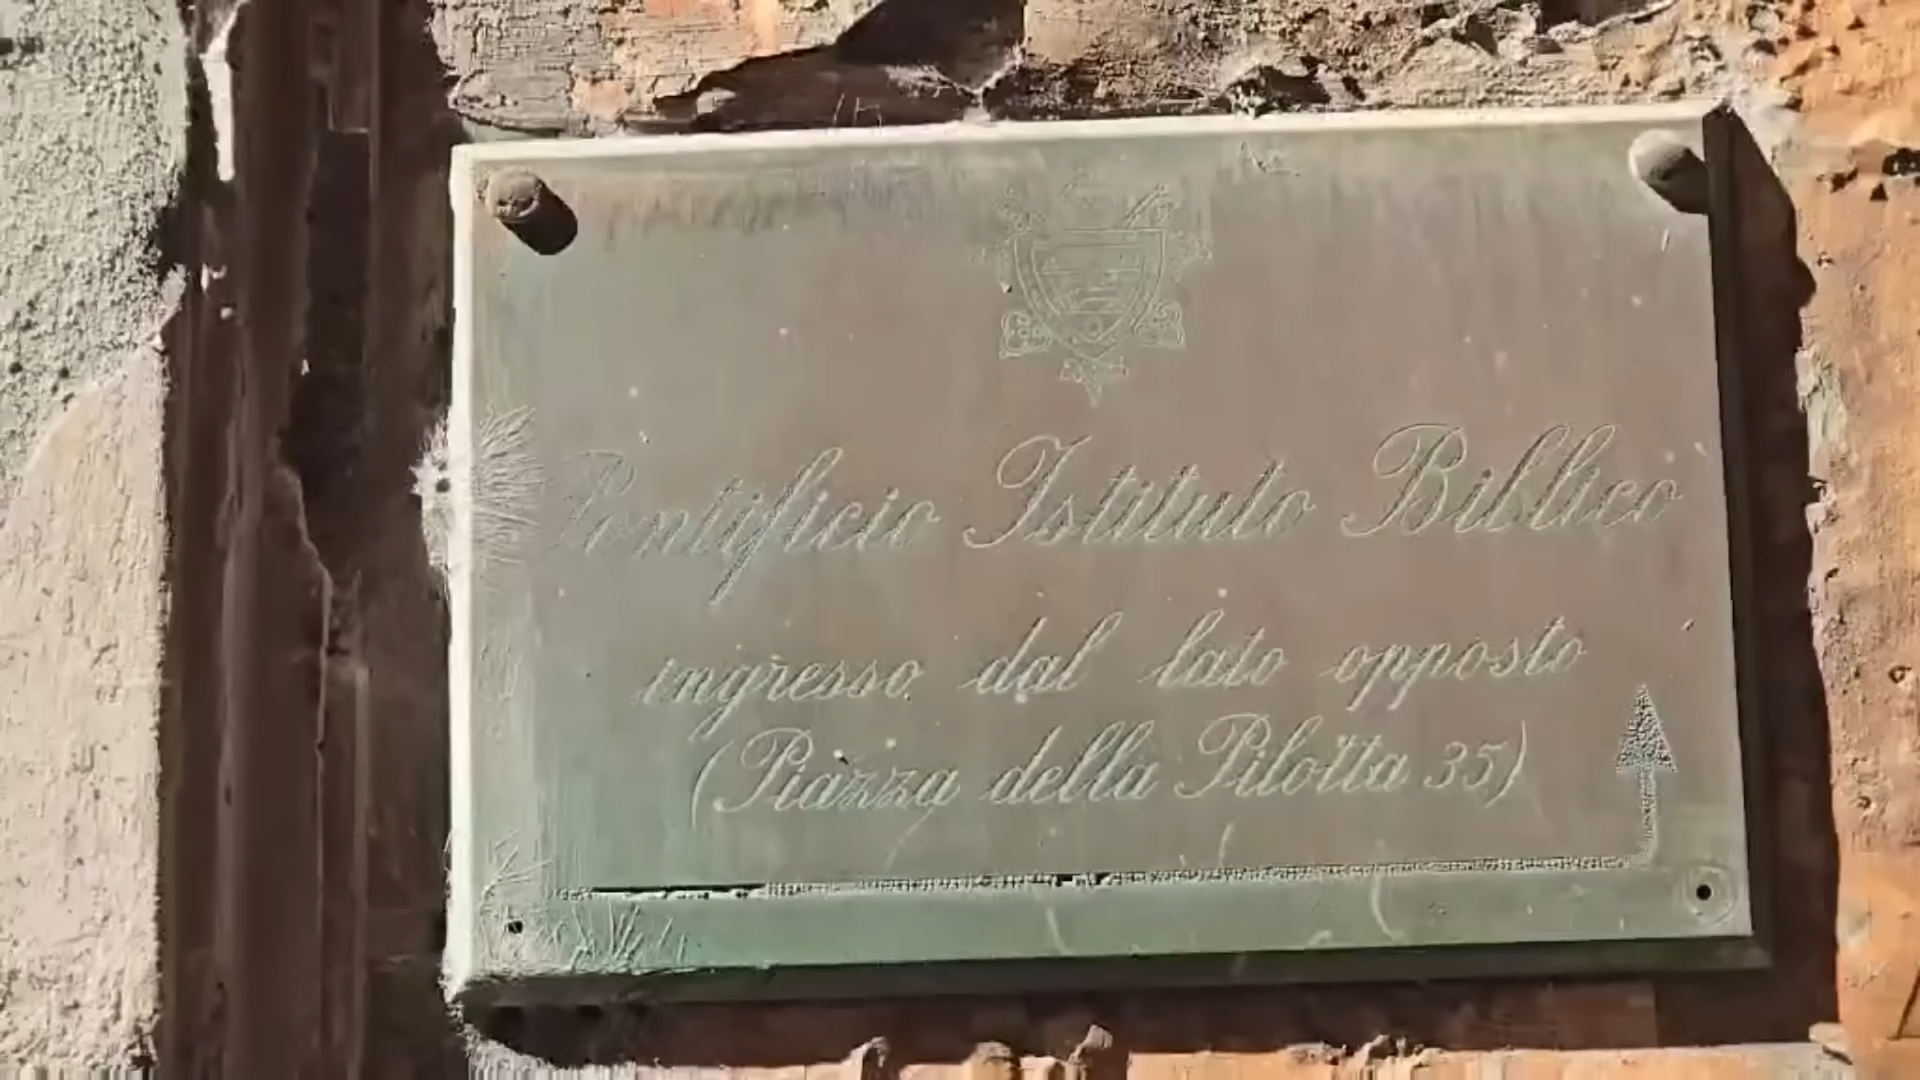 Pontificio Istituto Biblico
ingresso dal lato opposto
(Piazza della Pilotta 35)